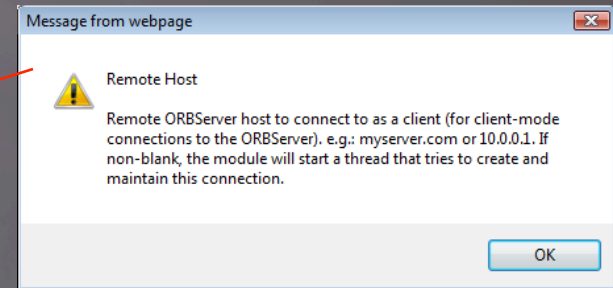 Message from webpage
Remote Host
Remote ORBServer host to connect to as a client (for client-mode
connections to the ORBServer). e.g.: myserver.com or 10.0.0.1. If
non-blank, the module will start a thread that tries to create and
maintain this connection.
OK